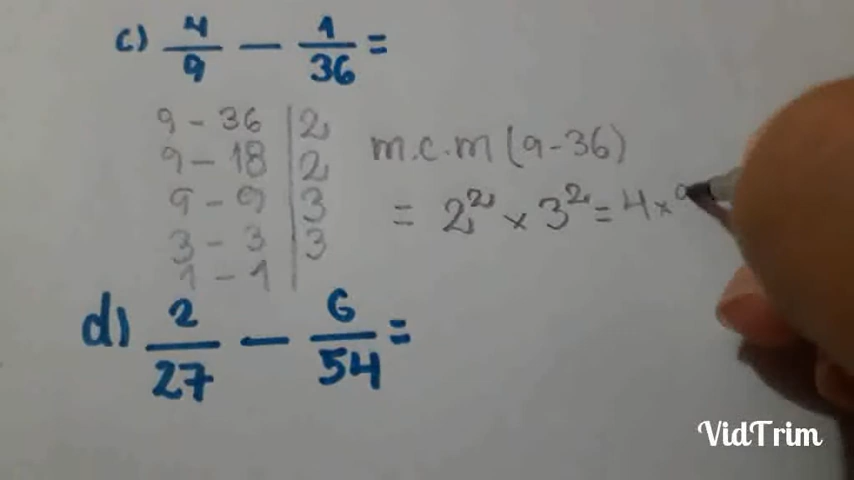 c) 4/9 - 1/36 =
9 - 36 | 2
9 - 18 | 2
9 - 9 | 3
3 - 3 | 3
1 - 1 |
m.c.m (9-36)
= 2² × 3² = 4 × 9
d) 2/27 - 6/54 =
VidTrim